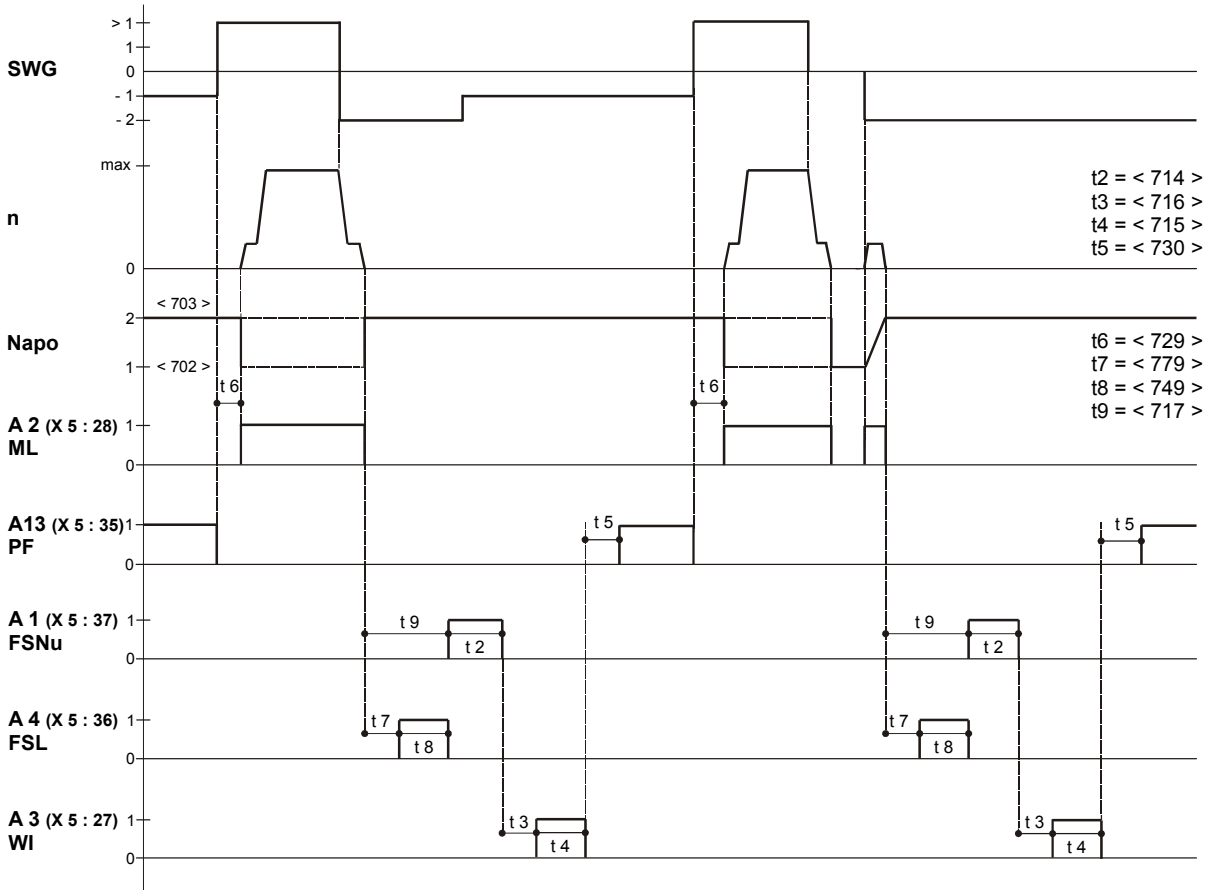 > 1
1
SWG
0
- 1
- 2
max
n
0
t2 = < 714 >
t3 = < 716 >
t4 = < 715 >
t5 = < 730 >
< 703 >
2
Napo
< 702 >
1
t6 = < 729 >
t7 = < 779 >
t8 = < 749 >
t9 = < 717 >
t 6
t 6
A 2 (X 5 : 28) 1
ML
0
A13 (X 5 : 35) 1
PF
0
t 5
t 5
A 1 (X 5 : 37) 1
FSNu
0
t 9
t 2
t 9
t 2
A 4 (X 5 : 36) 1
FSL
0
t 7
t 8
t 7
t 8
A 3 (X 5 : 27) 1
WI
0
t 3
t 4
t 3
t 4